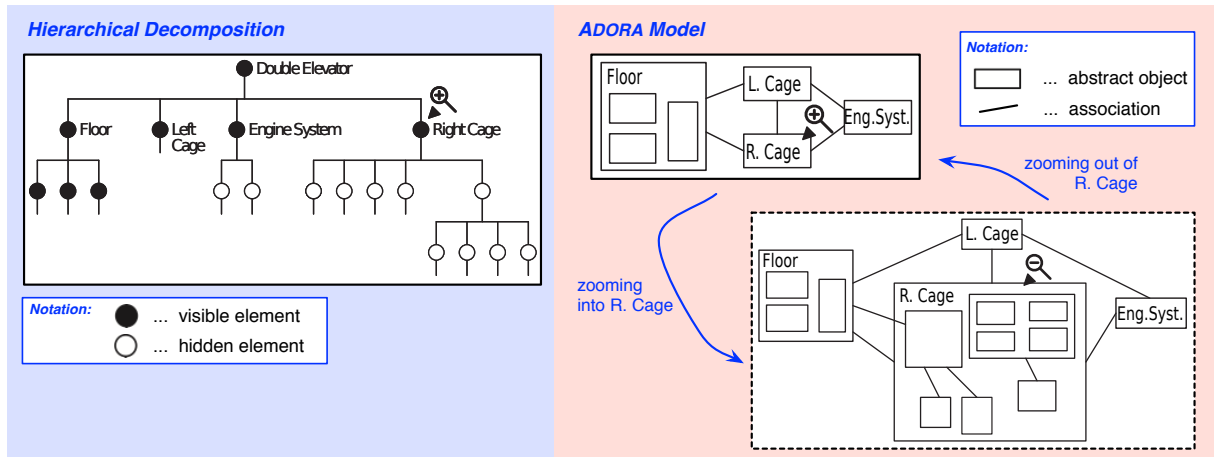 Hierarchical Decomposition
Double Elevator
Floor
Left
Cage
Engine System
Right Cage
Notation:
... visible element
... hidden element
ADORA Model
Floor
L. Cage
R. Cage
Eng.Syst.
Notation:
... abstract object
... association
zooming out of
R. Cage
zooming
into R. Cage
L. Cage
Floor
R. Cage
Eng.Syst.